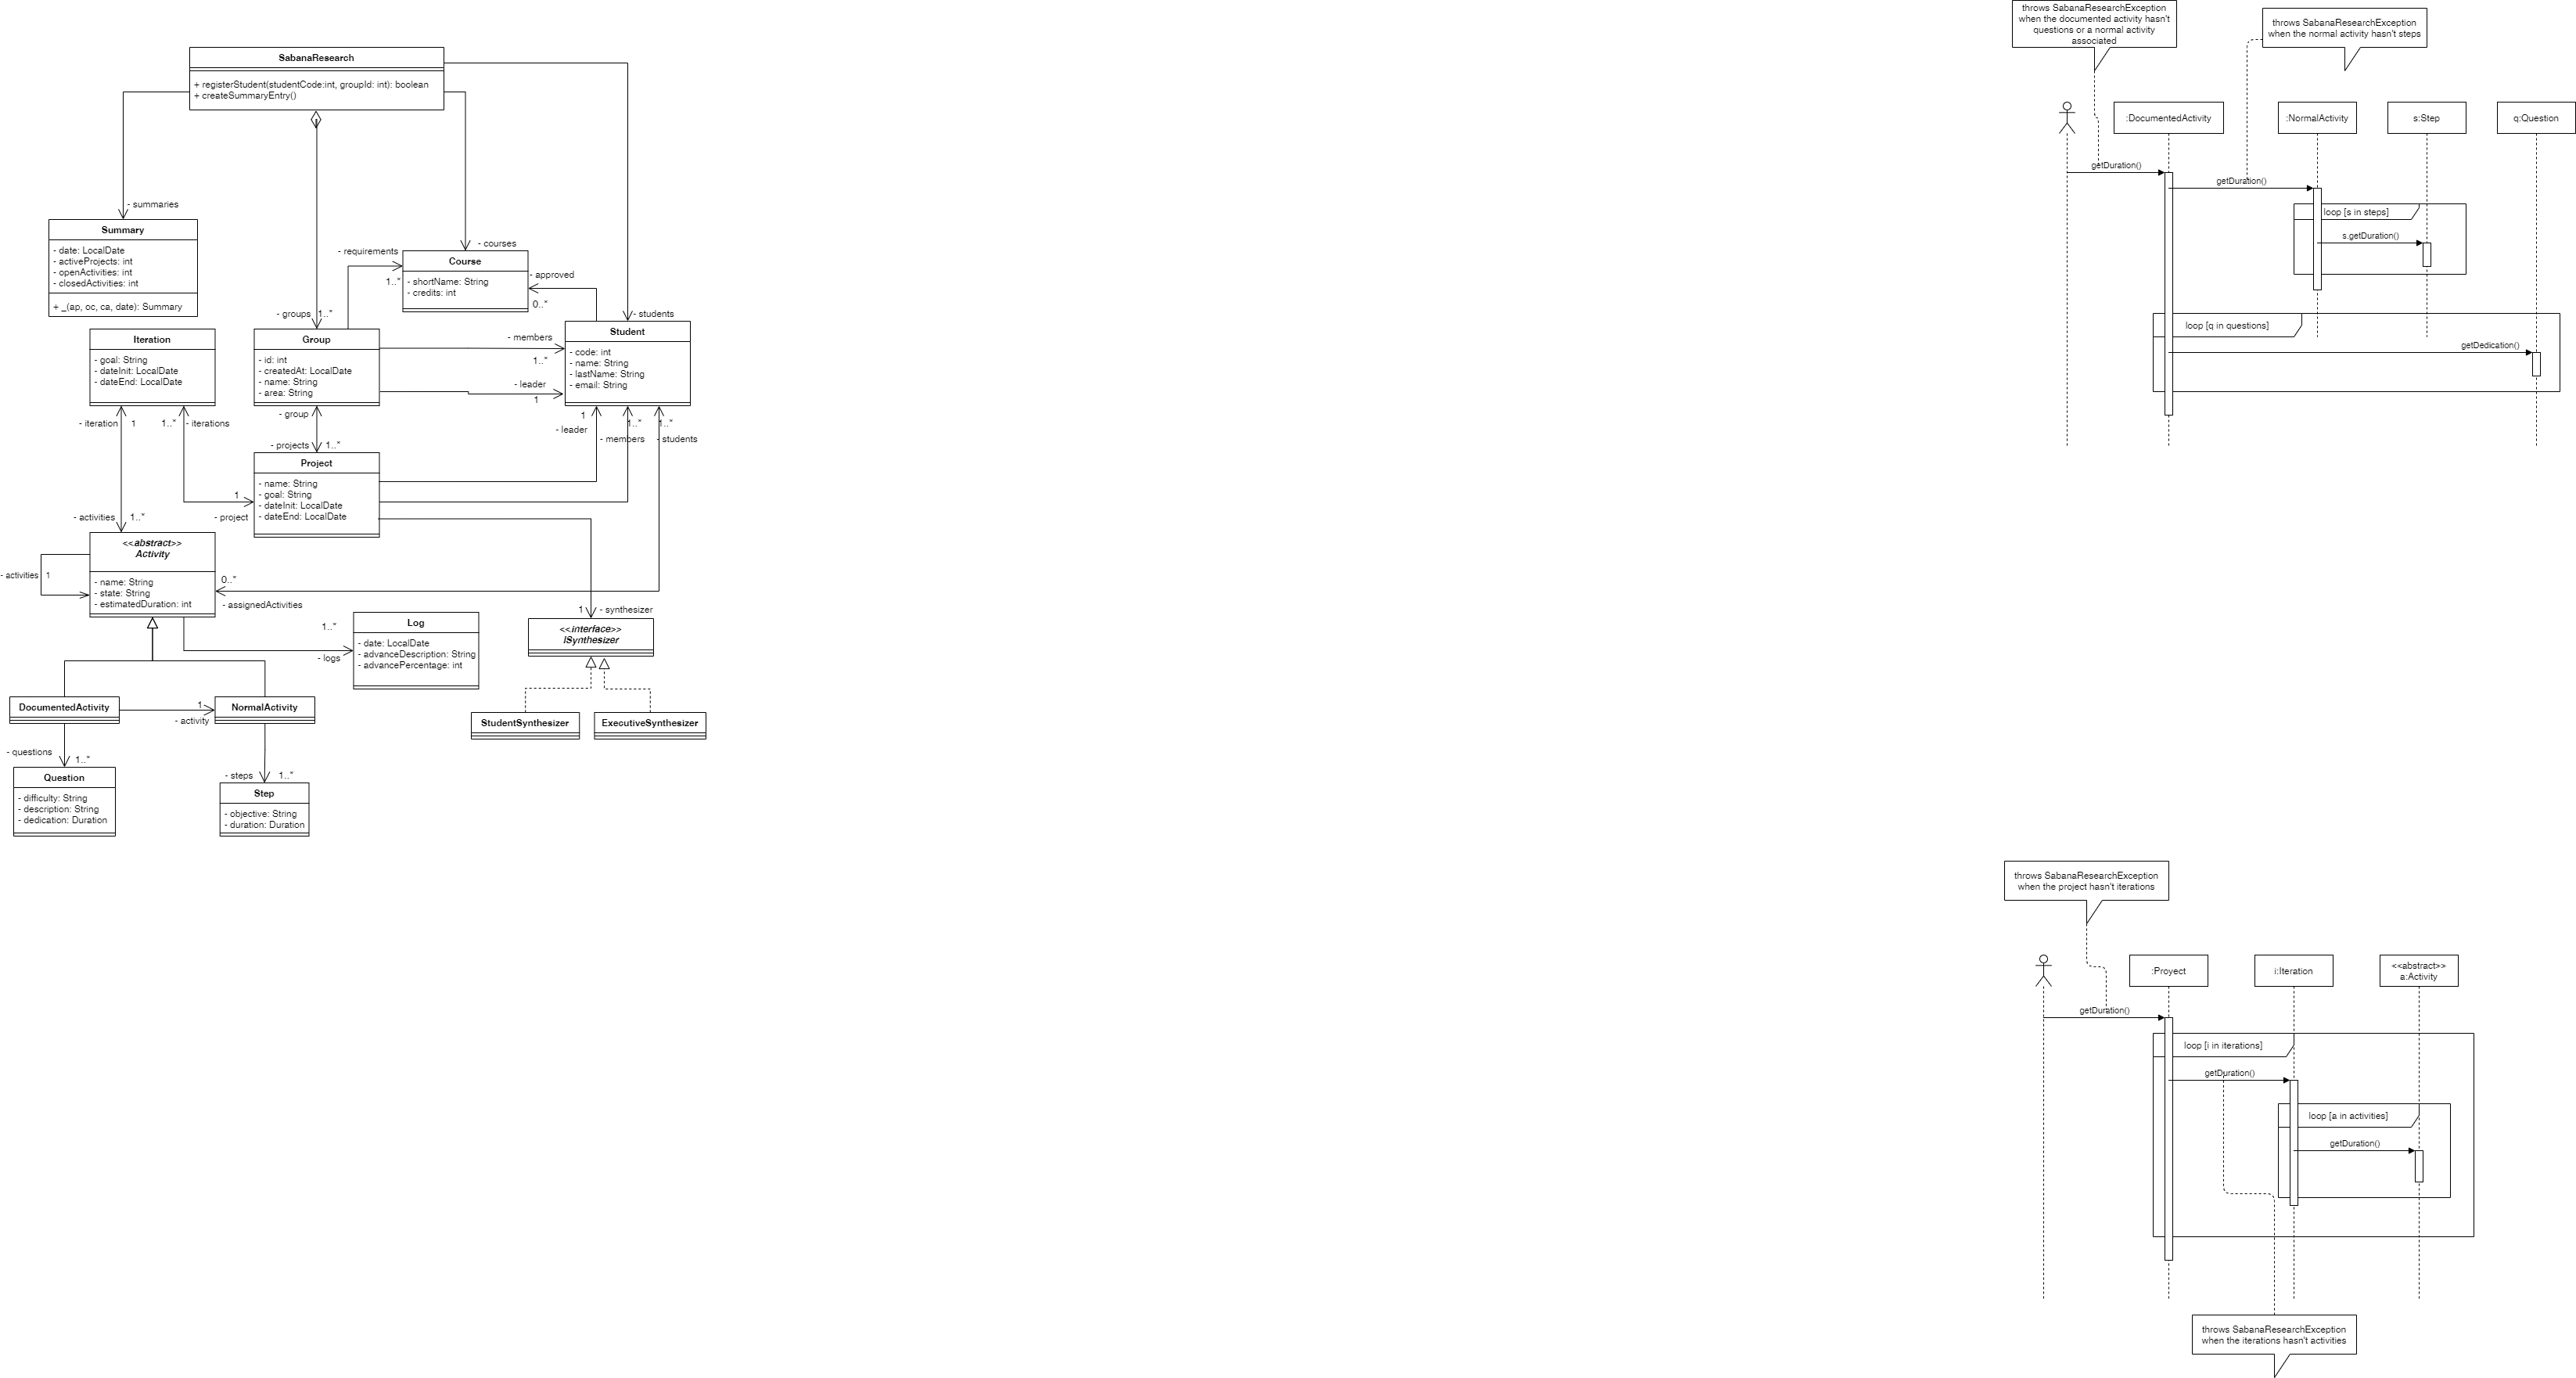 SabanaResearch
+ registerStudent(studentCode:int, groupId: int): boolean
+ createSummaryEntry()
- summaries
Summary
- date: LocalDate
- activeProjects: int
- openActivities: int
- closedActivities: int
+ _(ap, oc, ca, date): Summary
- requirements
1..*
- courses
Course
- shortName: String
- credits: int
- approved
0..*
- groups
1..*
- students
Iteration
- goal: String
- dateInit: LocalDate
- dateEnd: LocalDate
Group
- id: int
- createdAt: LocalDate
- name: String
- area: String
- members
1..*
- leader
1
Student
- code: int
- name: String
- lastName: String
- email: String
- iteration
1
1..*
- iterations
- group
- projects
1..*
1
- leader
1..*
- members
1..*
- students
Project
- name: String
- goal: String
- dateInit: LocalDate
- dateEnd: LocalDate
1
- project
- activities
1..*
<<abstract>>
Activity
- name: String
- state: String
- estimatedDuration: int
- activities
1
0..*
- assignedActivities
1..*
- logs
Log
- date: LocalDate
- advanceDescription: String
- advancePercentage: int
1
- synthesizer
<<interface>>
ISynthesizer
StudentSynthesizer
ExecutiveSynthesizer
DocumentedActivity
1
- activity
NormalActivity
- questions
1..*
Question
- difficulty: String
- description: String
- dedication: Duration
- steps
1..*
Step
- objective: String
- duration: Duration
throws SabanaResearchException
when the documented activity hasn't
questions or a normal activity
associated
throws SabanaResearchException
when the normal activity hasn't steps
:DocumentedActivity
:NormalActivity
s:Step
q:Question
getDuration()
getDuration()
loop [s in steps]
s.getDuration()
loop [q in questions]
getDedication()
throws SabanaResearchException
when the project hasn't iterations
:Proyect
i:Iteration
<<abstract>>
a:Activity
getDuration()
loop [i in iterations]
getDuration()
loop [a in activities]
getDuration()
throws SabanaResearchException
when the iterations hasn't activities